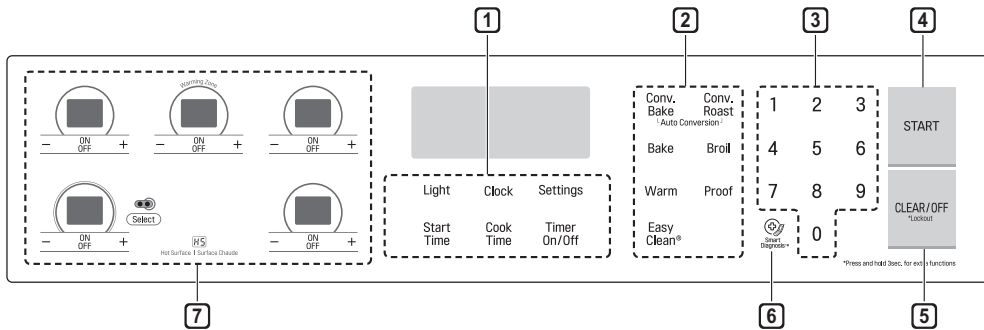 1
2
3
4
Warming Zone
ON
OFF
- +
ON
OFF
- +
ON
OFF
- +
Select
ON
OFF
- +
HS
Hot Surface | Surface Chaude
ON
OFF
- +
Light Clock Settings
Start Time
Cook Time
Timer On/Off
Conv. Bake
Conv. Roast
Auto Conversion
Bake Broil
Warm Proof
Easy Clean®
1 2 3
4 5 6
7 8 9
0
Smart Diagnosis™
START
CLEAR/OFF
*Lockout
*Press and hold 3sec. for extra functions
7
6
5